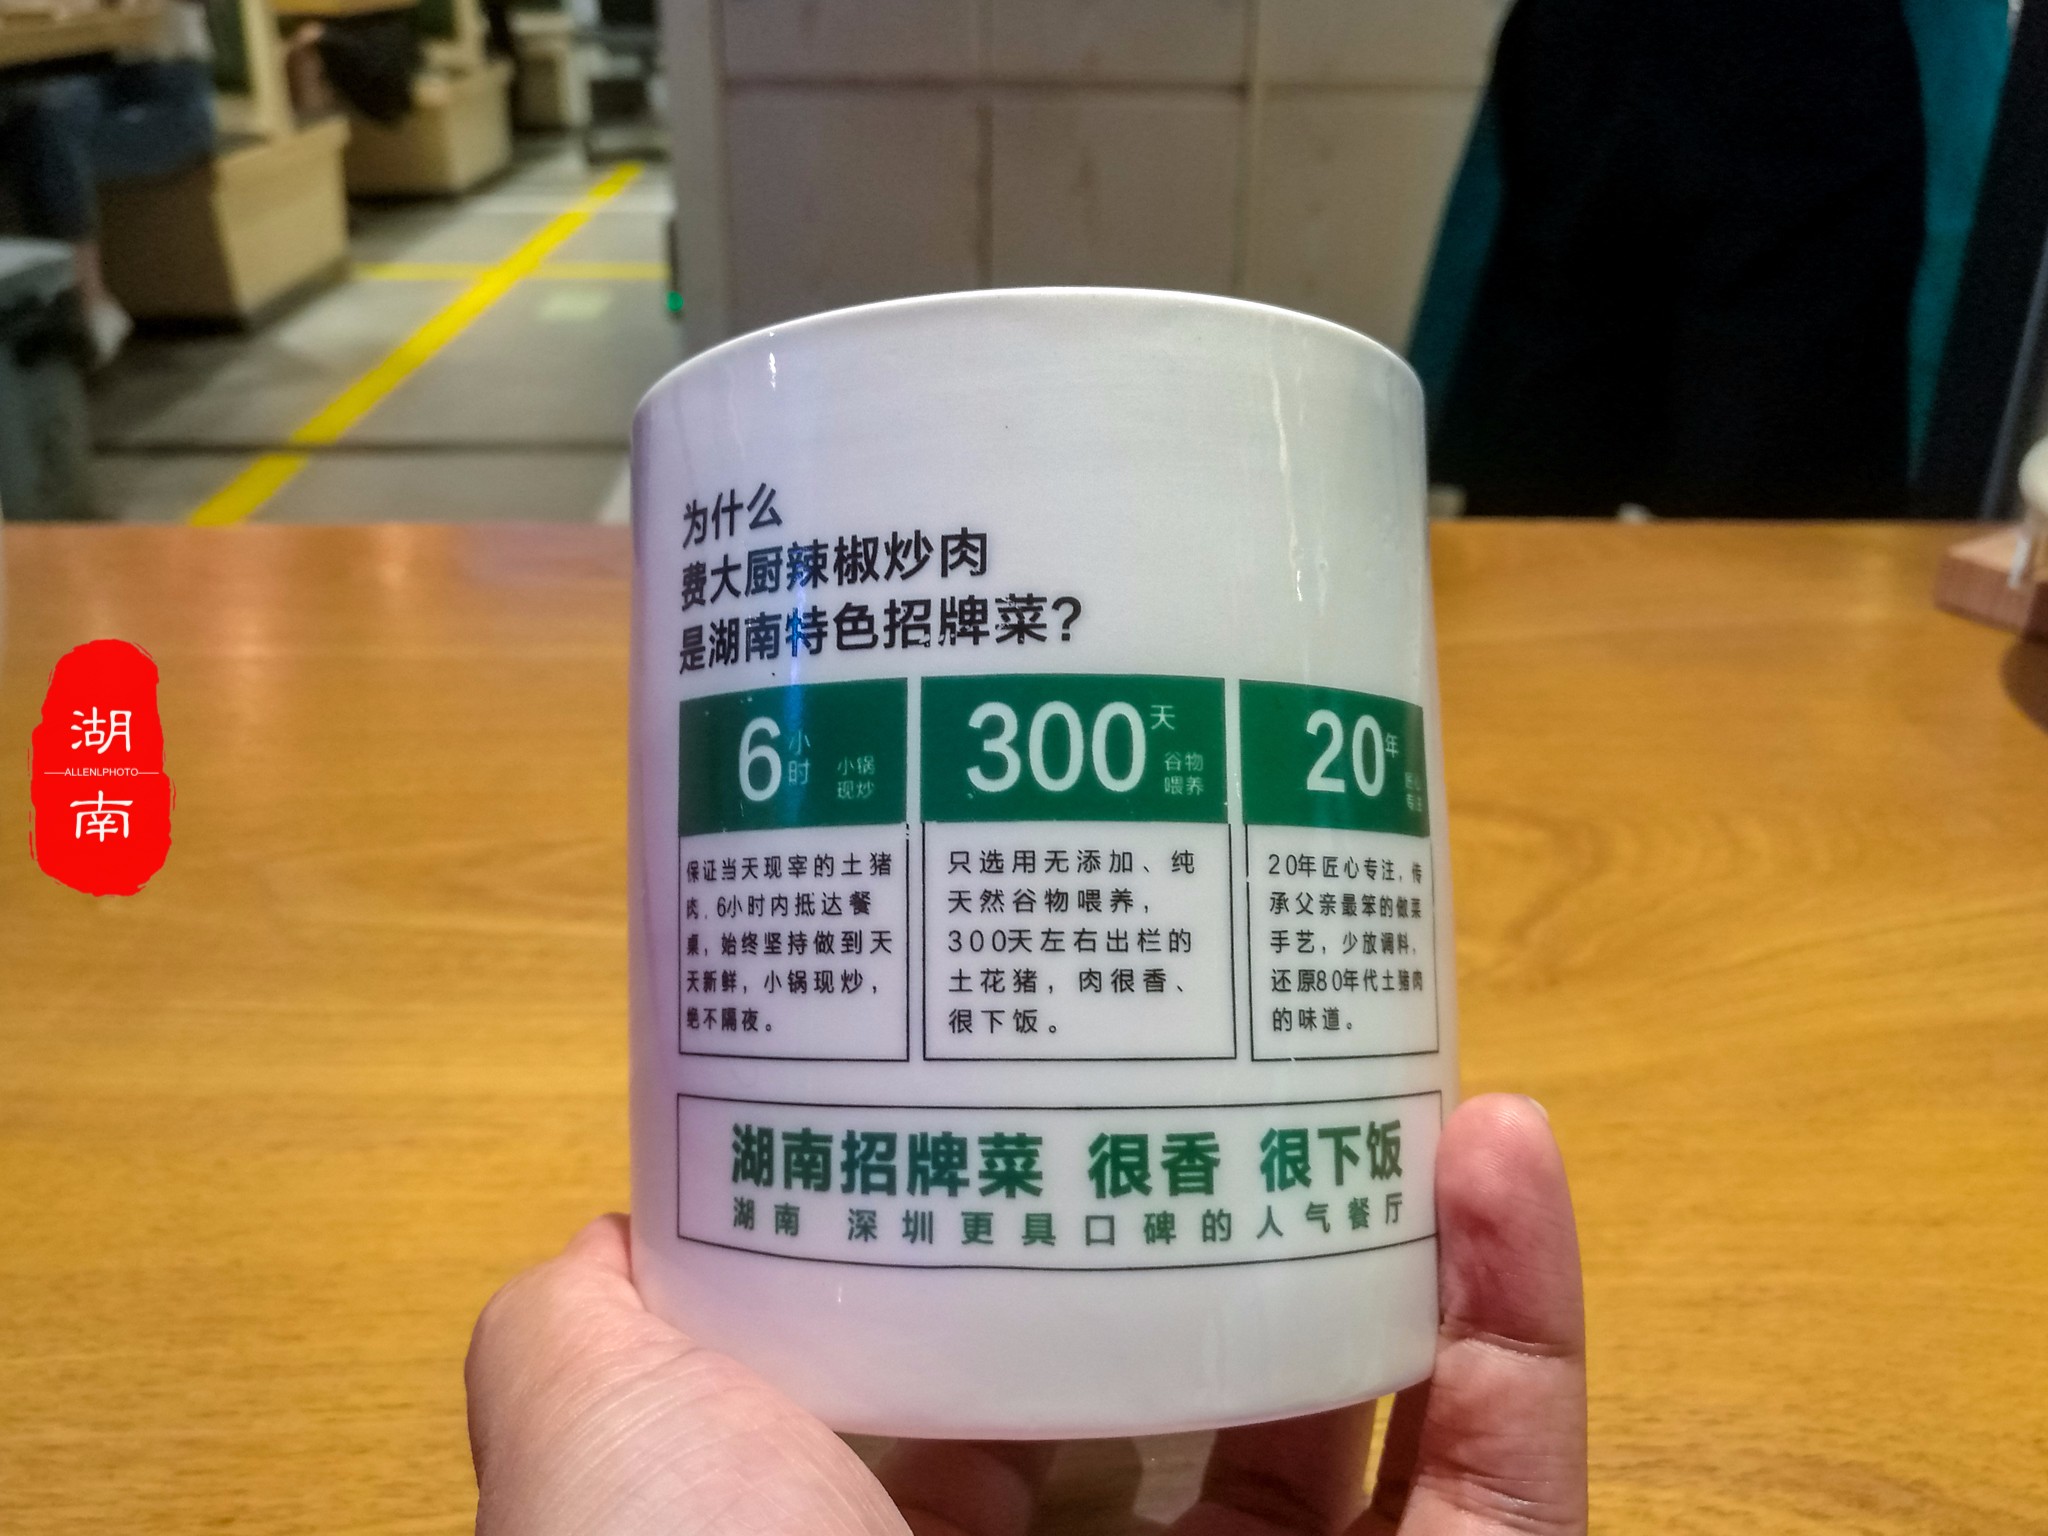 为什么
费大厨辣椒炒肉
是湖南特色招牌菜?
6小时 小锅现炒
300天 谷物喂养
20年 匠心专注
保证当天现宰的土猪
肉,6小时内抵达餐
桌，始终坚持做到天
天新鲜，小锅现炒，
绝不隔夜。
只选用无添加、纯
天然谷物喂养，
300天左右出栏的
土花猪，肉很香、
很下饭。
20年匠心专注，传
承父亲最笨的做菜
手艺，少放调料，
还原80年代土猪肉
的味道。
湖南招牌菜 很香 很下饭
湖南 深圳更具口碑的人气餐厅
湖
ALLENLPHOTO
南